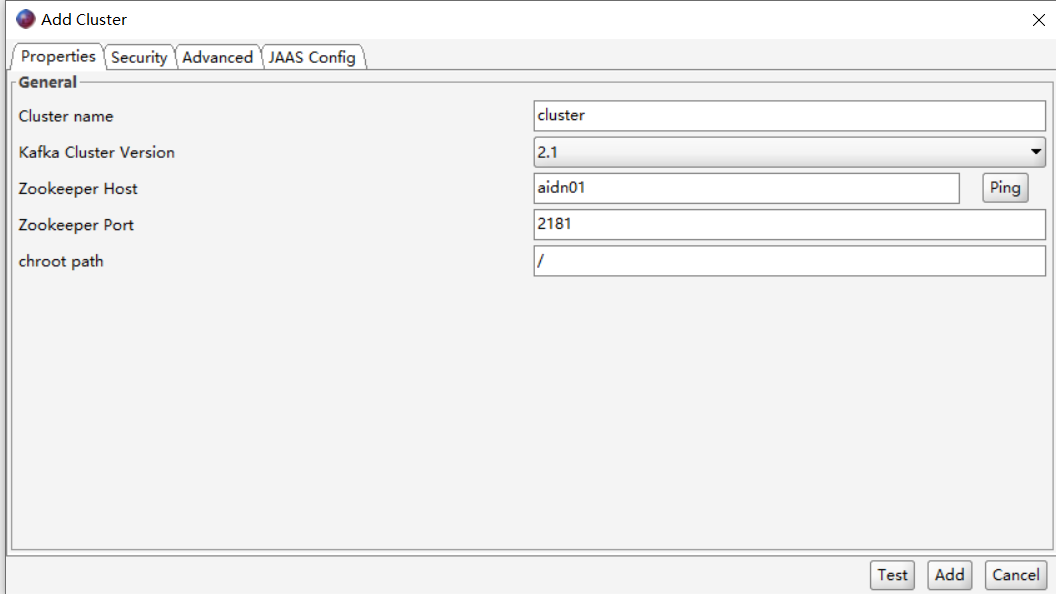 Add Cluster
Properties Security Advanced JAAS Config
General
Cluster name cluster
Kafka Cluster Version 2.1
Zookeeper Host aidn01 Ping
Zookeeper Port 2181
chroot path /
Test Add Cancel